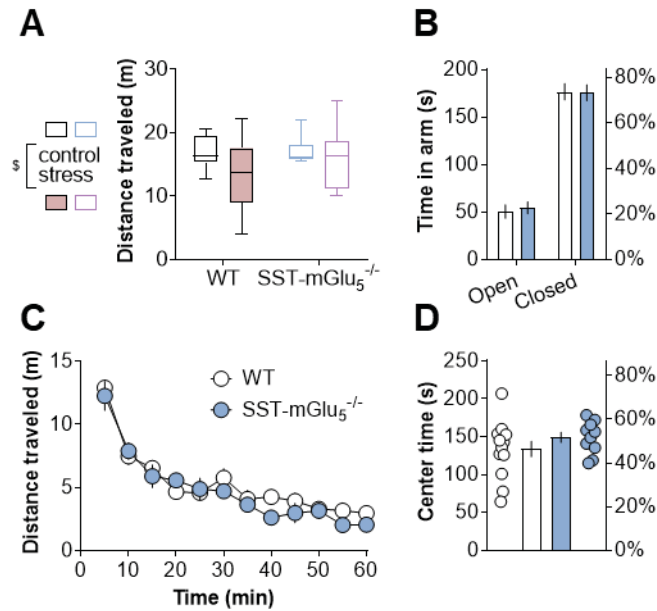 A
Distance traveled (m)
30
20
10
0
$
control
stress
WT
SST-mGlu5-/-
B
Time in arm (s)
200
150
100
50
0
80%
60%
40%
20%
0%
Open
Closed
C
Distance traveled (m)
15
10
5
0
WT
SST-mGlu5-/-
0
10
20
30
40
50
60
Time (min)
D
Center time (s)
250
200
150
100
50
0
80%
60%
40%
20%
0%